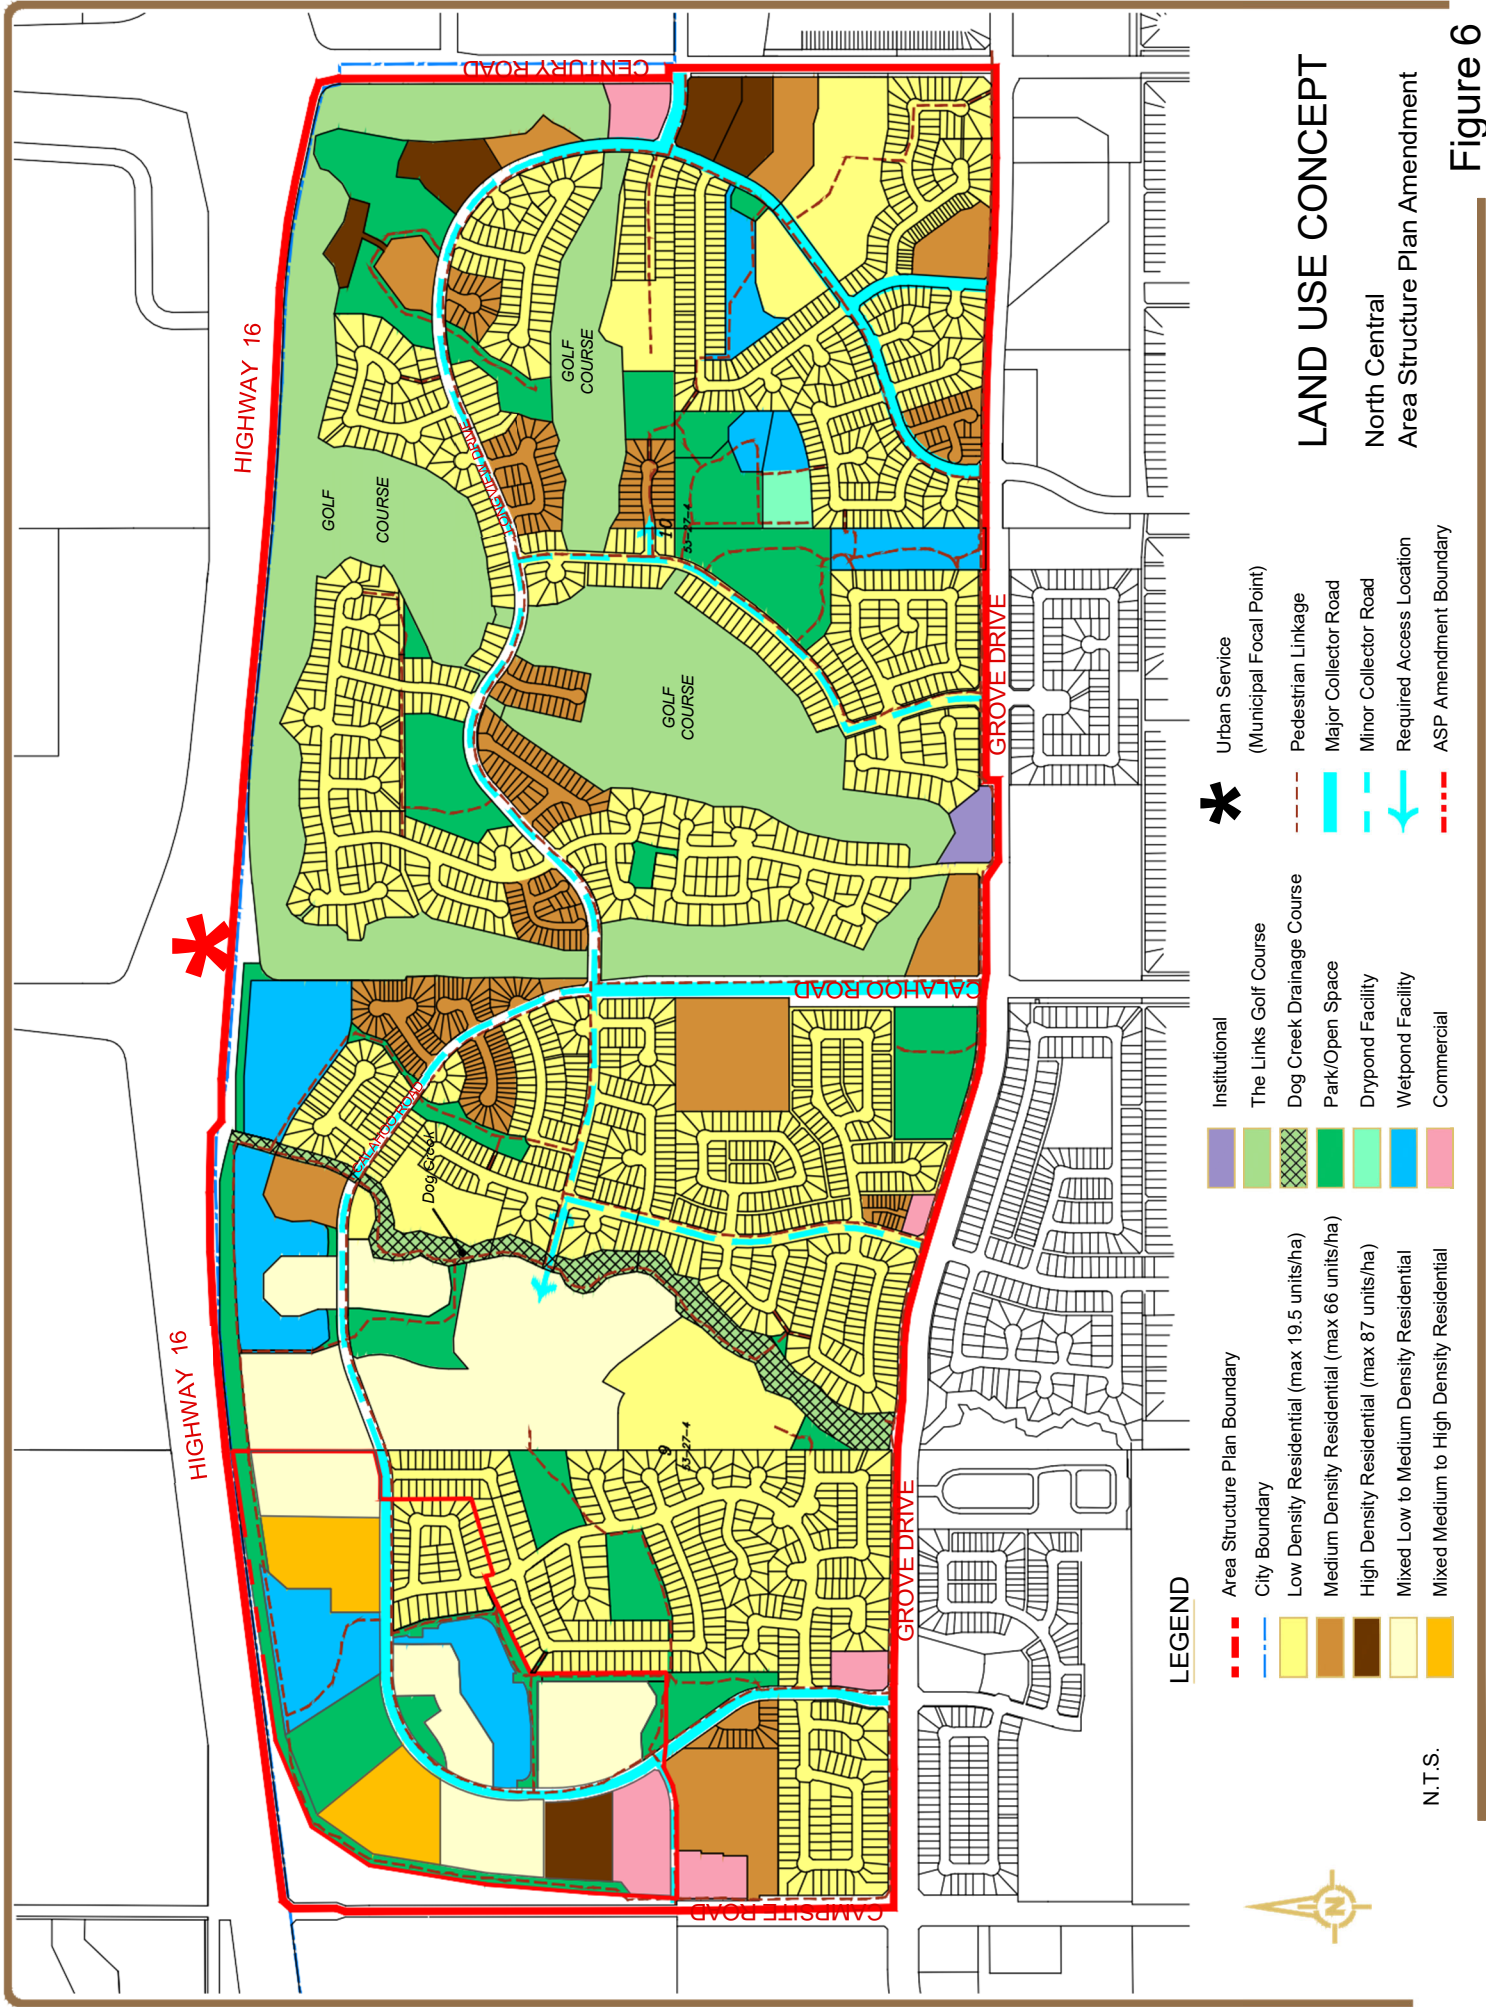 HIGHWAY 16
HIGHWAY 16
CENTURY ROAD
GOLF
COURSE
GOLF
COURSE
GOLF
COURSE
LONGVIEW DRIVE
10
53-27-4
CALAHOO ROAD
CALAHOO ROAD
Dog Creek
9
53-27-4
GROVE DRIVE
GROVE DRIVE
CAMPSITE ROAD
LEGEND
Area Structure Plan Boundary
City Boundary
Low Density Residential (max 19.5 units/ha)
Medium Density Residential (max 66 units/ha)
High Density Residential (max 87 units/ha)
Mixed Low to Medium Density Residential
Mixed Medium to High Density Residential
Institutional
The Links Golf Course
Dog Creek Drainage Course
Park/Open Space
Drypond Facility
Wetpond Facility
Commercial
Urban Service
(Municipal Focal Point)
Pedestrian Linkage
Major Collector Road
Minor Collector Road
Required Access Location
ASP Amendment Boundary
N
N.T.S.
LAND USE CONCEPT
North Central
Area Structure Plan Amendment
Figure 6